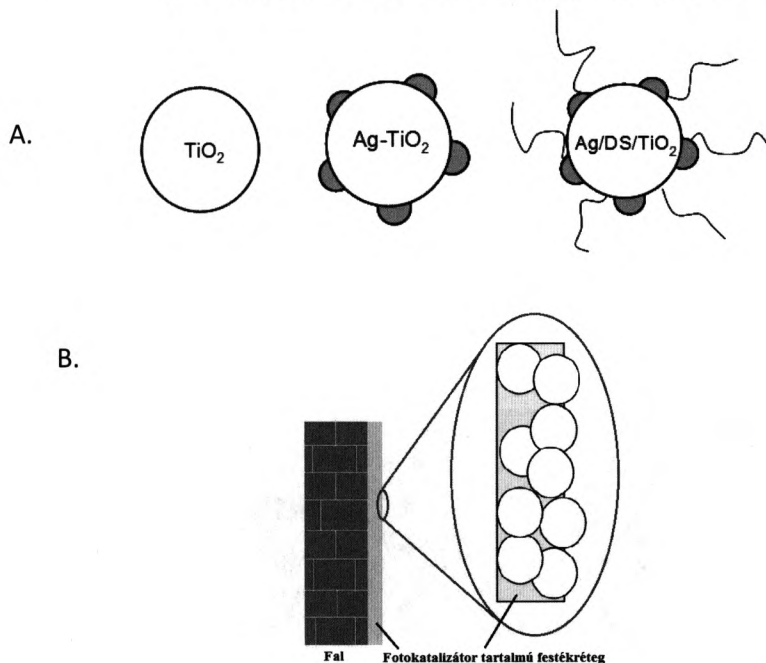 A.
TiO₂
Ag-TiO₂
Ag/DS/TiO₂
B.
Fal
Fotokatalizátor tartalmú festékréteg